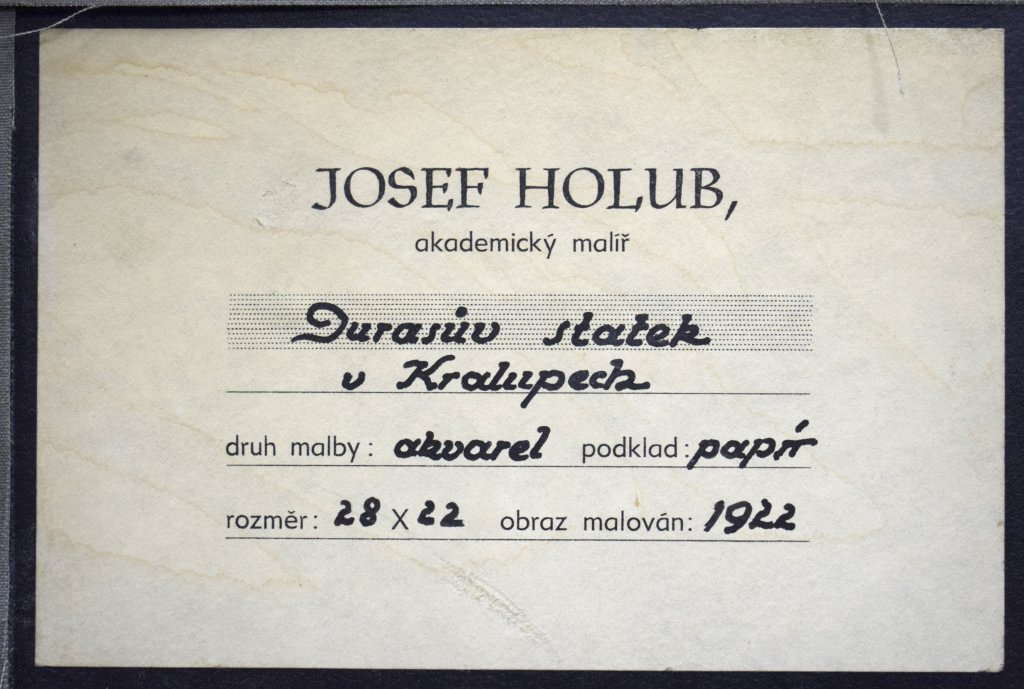 JOSEF HOLUB,
akademický malíř
Durasův statek
v Kralupech
druh malby: akvarel podklad: papír
rozměr: 28 X 22 obraz malován: 1922